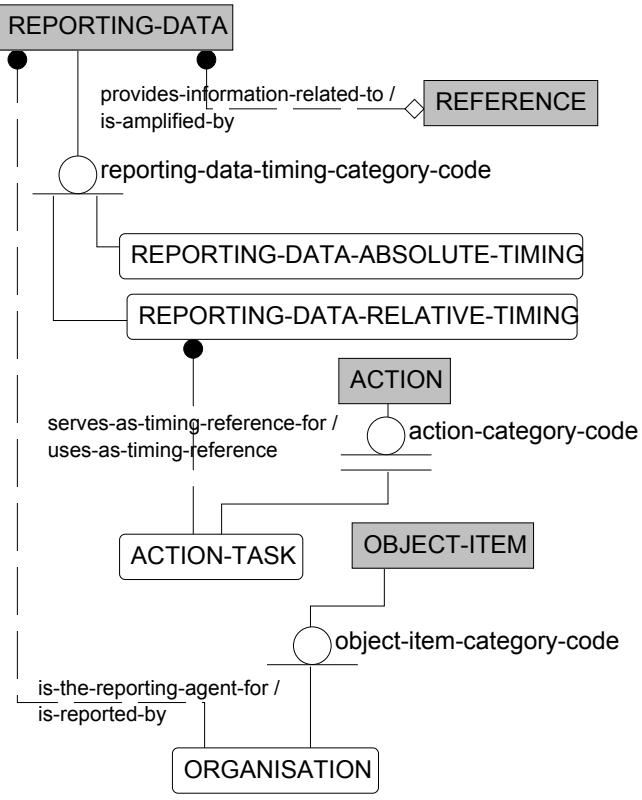 REPORTING-DATA
provides-information-related-to /
is-amplified-by
REFERENCE
reporting-data-timing-category-code
REPORTING-DATA-ABSOLUTE-TIMING
REPORTING-DATA-RELATIVE-TIMING
ACTION
serves-as-timing-reference-for /
uses-as-timing-reference
action-category-code
ACTION-TASK
OBJECT-ITEM
object-item-category-code
is-the-reporting-agent-for /
is-reported-by
ORGANISATION